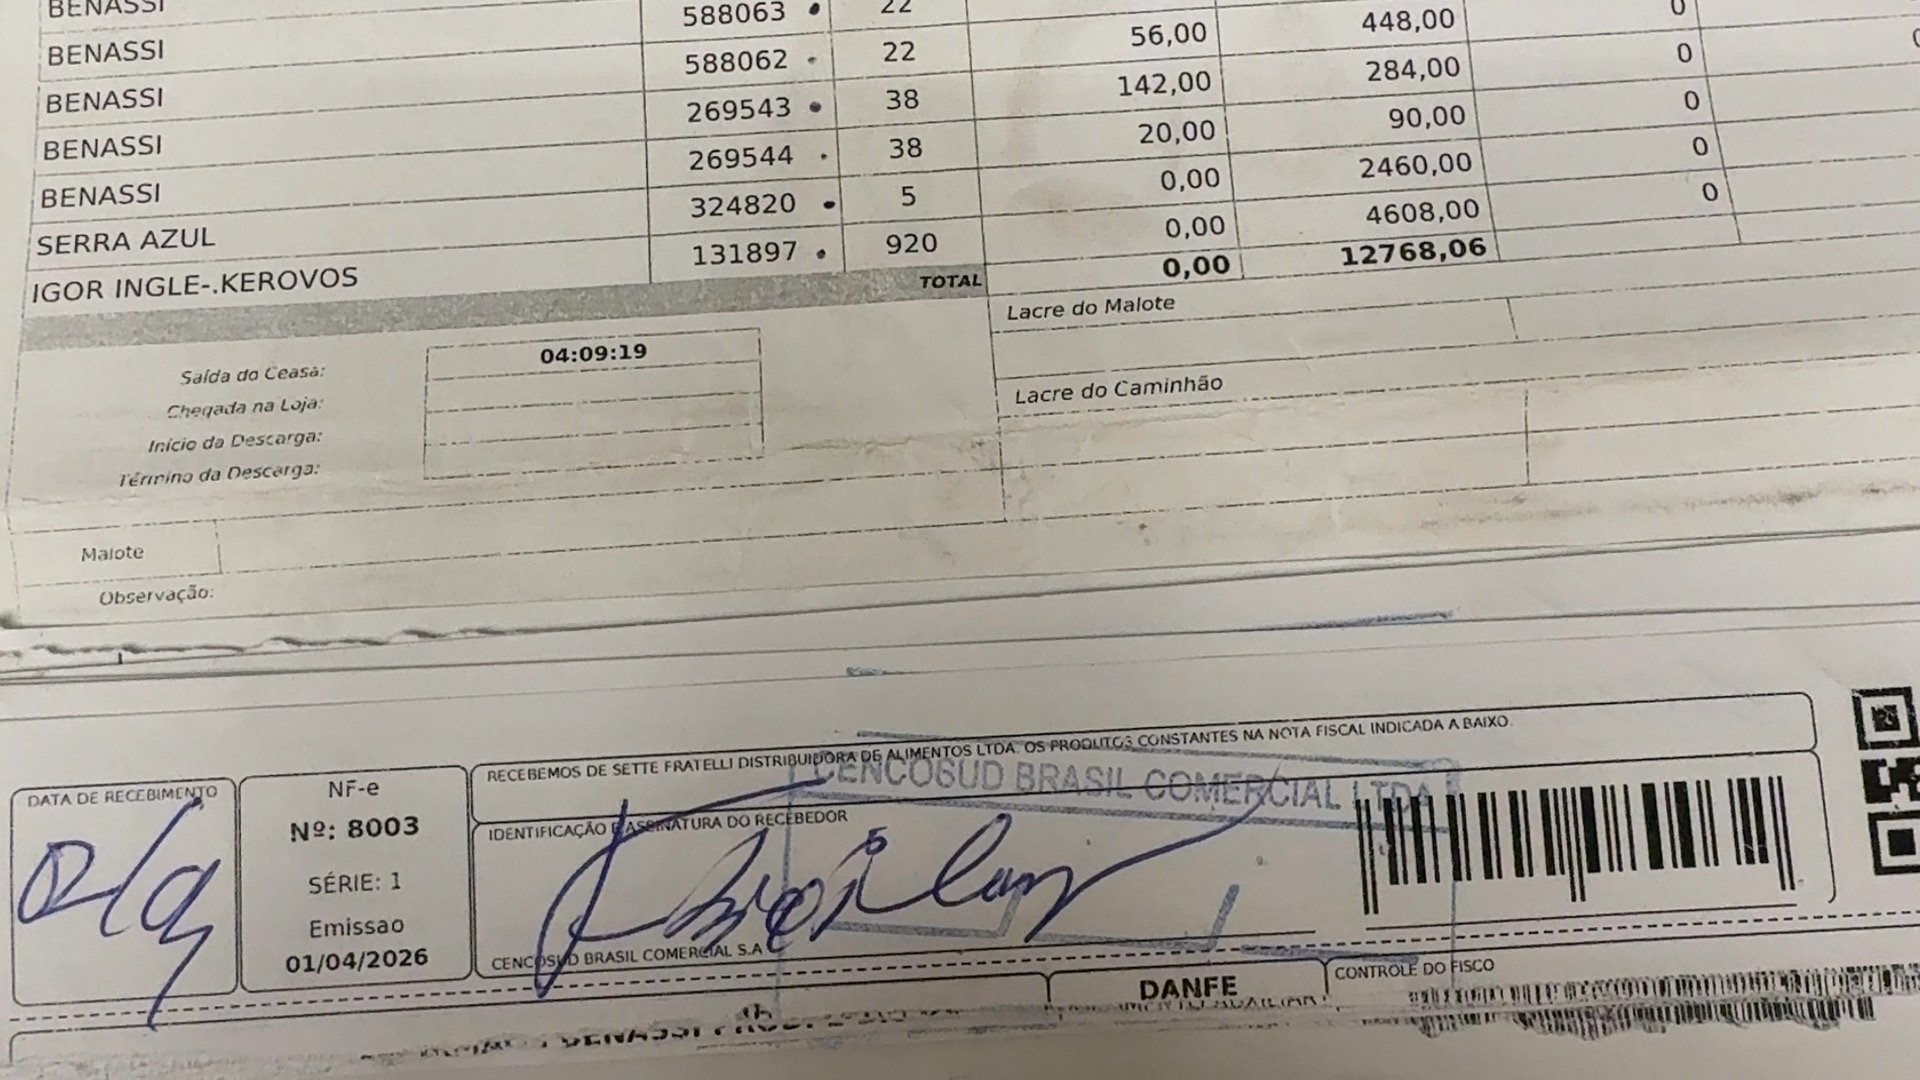 BENASSI
BENASSI 588063 22
BENASSI 588062 22 56,00 448,00 0
BENASSI 269543 38 142,00 284,00 0
BENASSI 269544 38 20,00 90,00 0
SERRA AZUL 324820 5 0,00 2460,00 0
IGOR INGLE-.KEROVOS 131897 920 0,00 4608,00 0
TOTAL 0,00 12768,06
Saída do Ceasa: 04:09:19
Chegada na Loja:
Início da Descarga:
Término da Descarga:
Lacre do Malote
Lacre do Caminhão
Malote
Observação:
DATA DE RECEBIMENTO
NF-e
Nº: 8003
SÉRIE: 1
Emissao
01/04/2026
RECEBEMOS DE SETTE FRATELLI DISTRIBUIDORA DE ALIMENTOS LTDA. OS PRODUTOS CONSTANTES NA NOTA FISCAL INDICADA A BAIXO.
CENCOSUD BRASIL COMERCIAL LTDA
IDENTIFICAÇÃO E ASSINATURA DO RECEBEDOR
CENCOSUD BRASIL COMERCIAL S.A
DANFE
CONTROLE DO FISCO